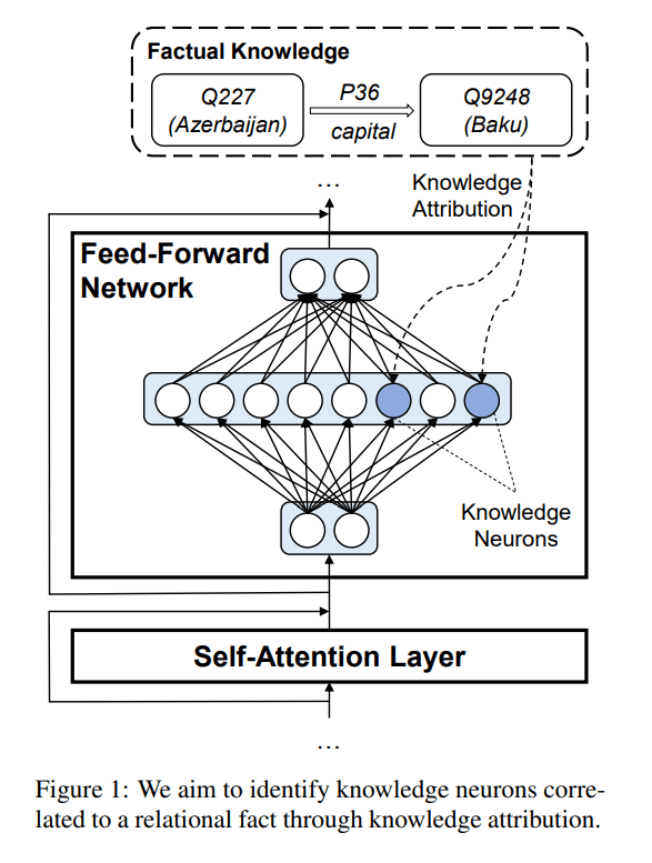 Factual Knowledge
Q227
(Azerbaijan)
P36
capital
Q9248
(Baku)
...
Knowledge
Attribution
Feed-Forward
Network
Knowledge
Neurons
Self-Attention Layer
...
Figure 1: We aim to identify knowledge neurons corre-
lated to a relational fact through knowledge attribution.